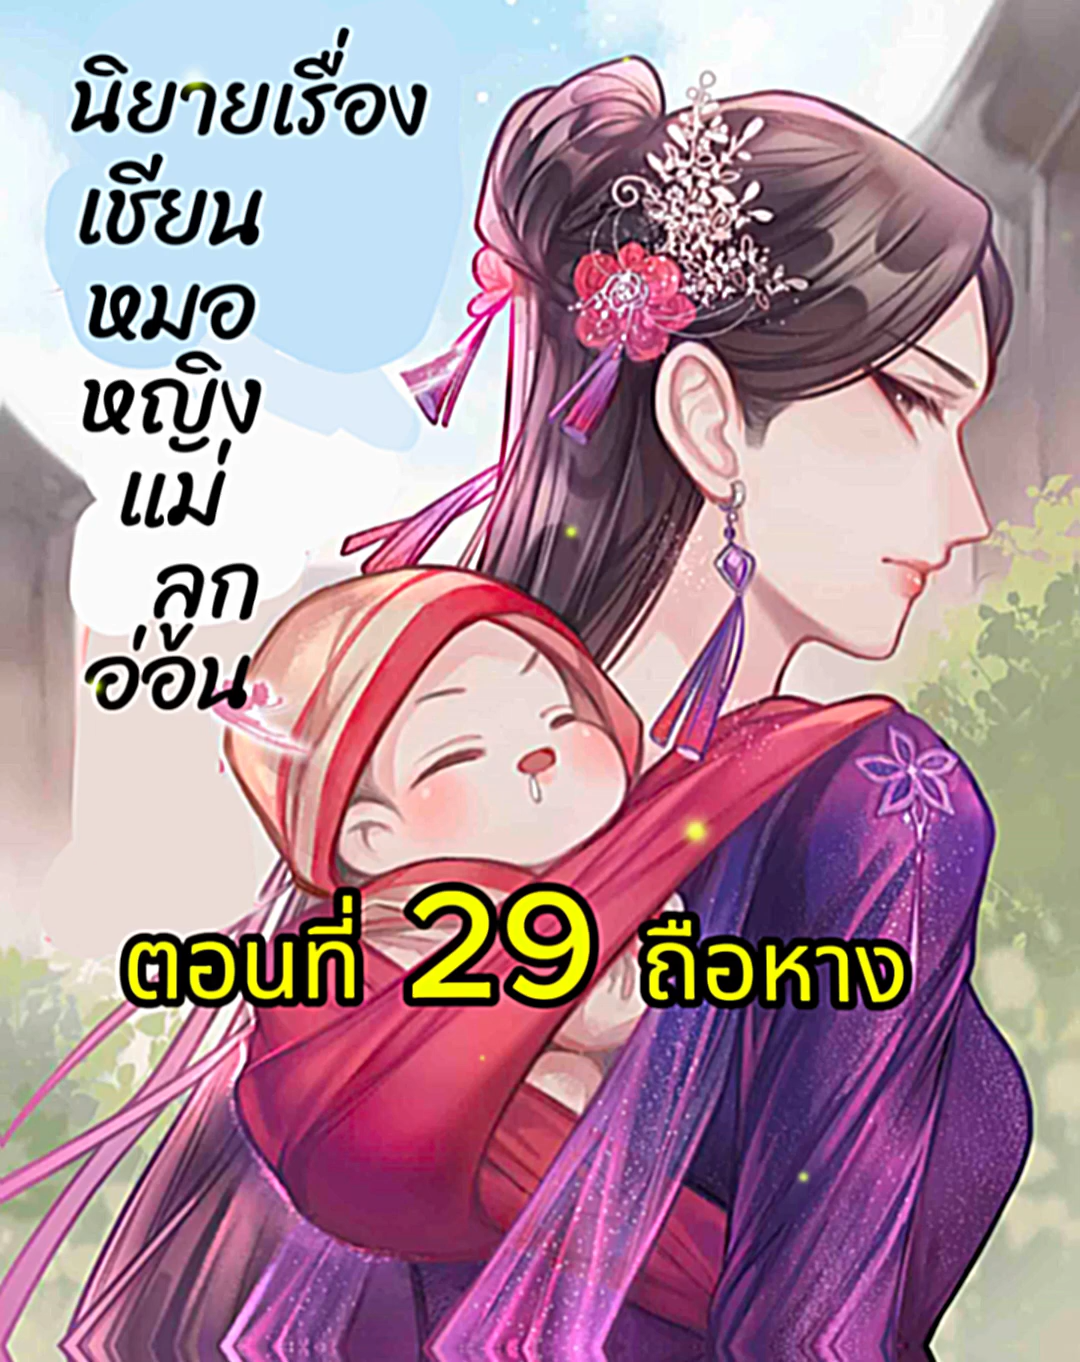 นิยายเรื่อง
เซียน
หมอ
หญิง
แม่
ลูก
อ่อน
ตอนที่ 29 ถือหาง